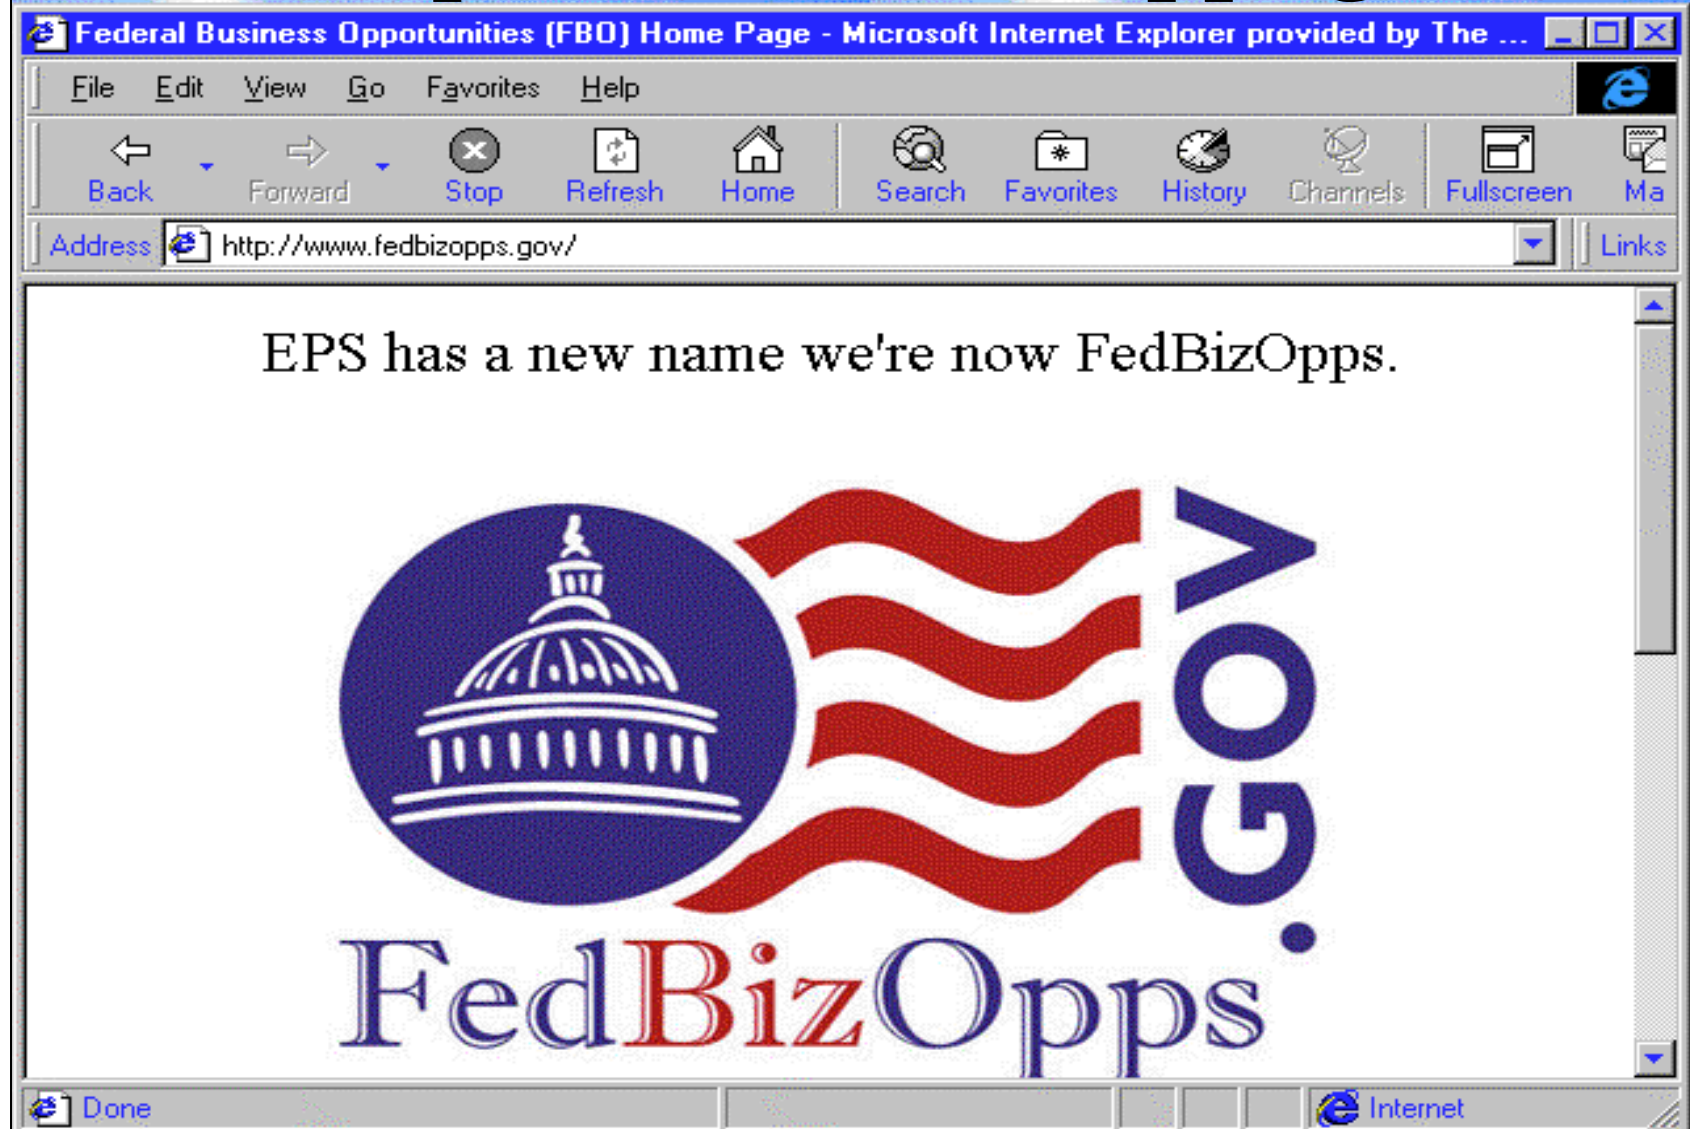 Federal Business Opportunities (FBO) Home Page - Microsoft Internet Explorer provided by The ...
File Edit View Go Favorites Help
Back Forward Stop Refresh Home Search Favorites History Channels Fullscreen Ma
Address http://www.fedbizopps.gov/ Links
EPS has a new name we're now FedBizOpps.
.GOV
FedBizOpps
Done Internet